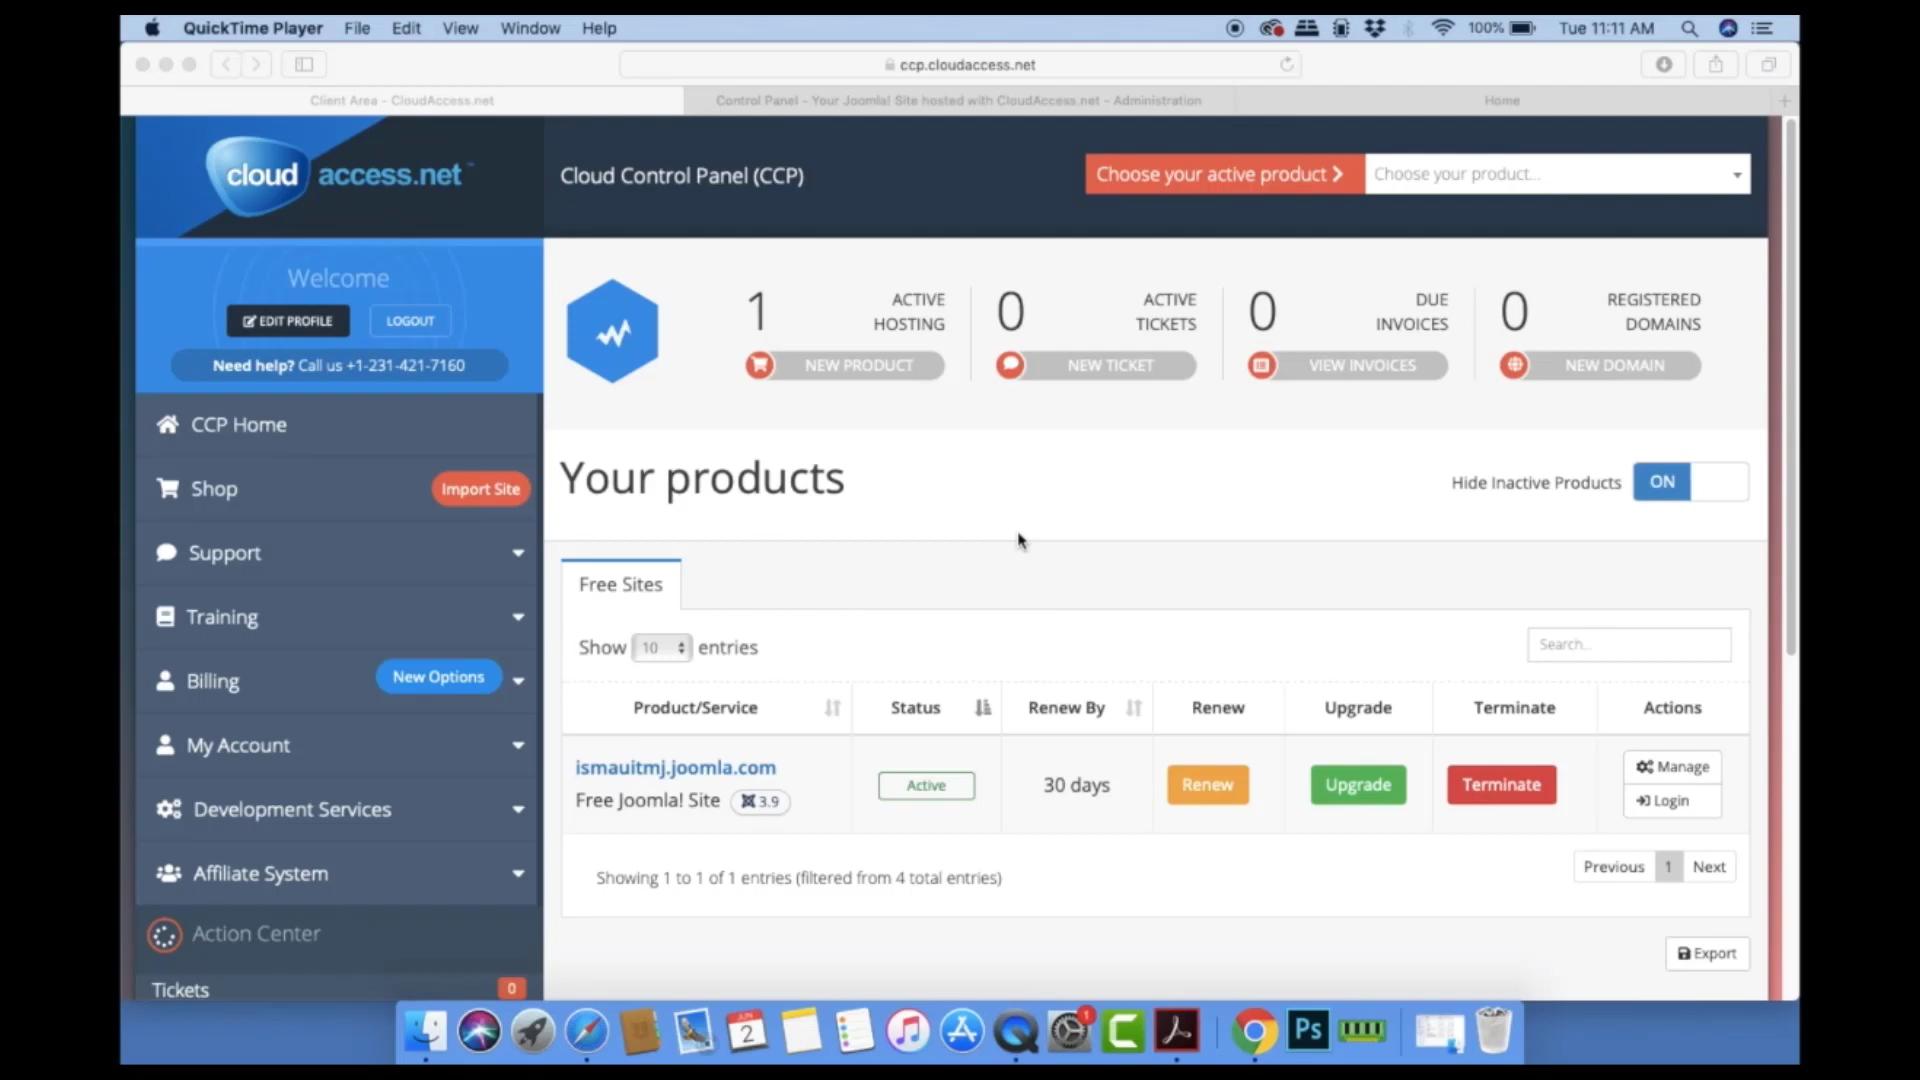 QuickTime Player File Edit View Window Help 100% Tue 11:11 AM
ccp.cloudaccess.net
Client Area - CloudAccess.net
Control Panel - Your Joomla! Site hosted with CloudAccess.net - Administration
Home
cloud access.net™
Cloud Control Panel (CCP)
Choose your active product
Choose your product...
Welcome
EDIT PROFILE
LOGOUT
Need help? Call us +1-231-421-7160
CCP Home
Shop
Import Site
Support
Training
Billing
New Options
My Account
Development Services
Affiliate System
Action Center
Tickets
0
1
ACTIVE
HOSTING
NEW PRODUCT
0
ACTIVE
TICKETS
NEW TICKET
0
DUE
INVOICES
VIEW INVOICES
0
REGISTERED
DOMAINS
NEW DOMAIN
Your products
Hide Inactive Products
ON
Free Sites
Show 10 entries
Search...
Product/Service Status Renew By Renew Upgrade Terminate Actions
ismauitmj.joomla.com
Free Joomla! Site 3.9
Active
30 days
Renew
Upgrade
Terminate
Manage
Login
Showing 1 to 1 of 1 entries (filtered from 4 total entries)
Previous 1 Next
Export
JUN
2
1
Ps